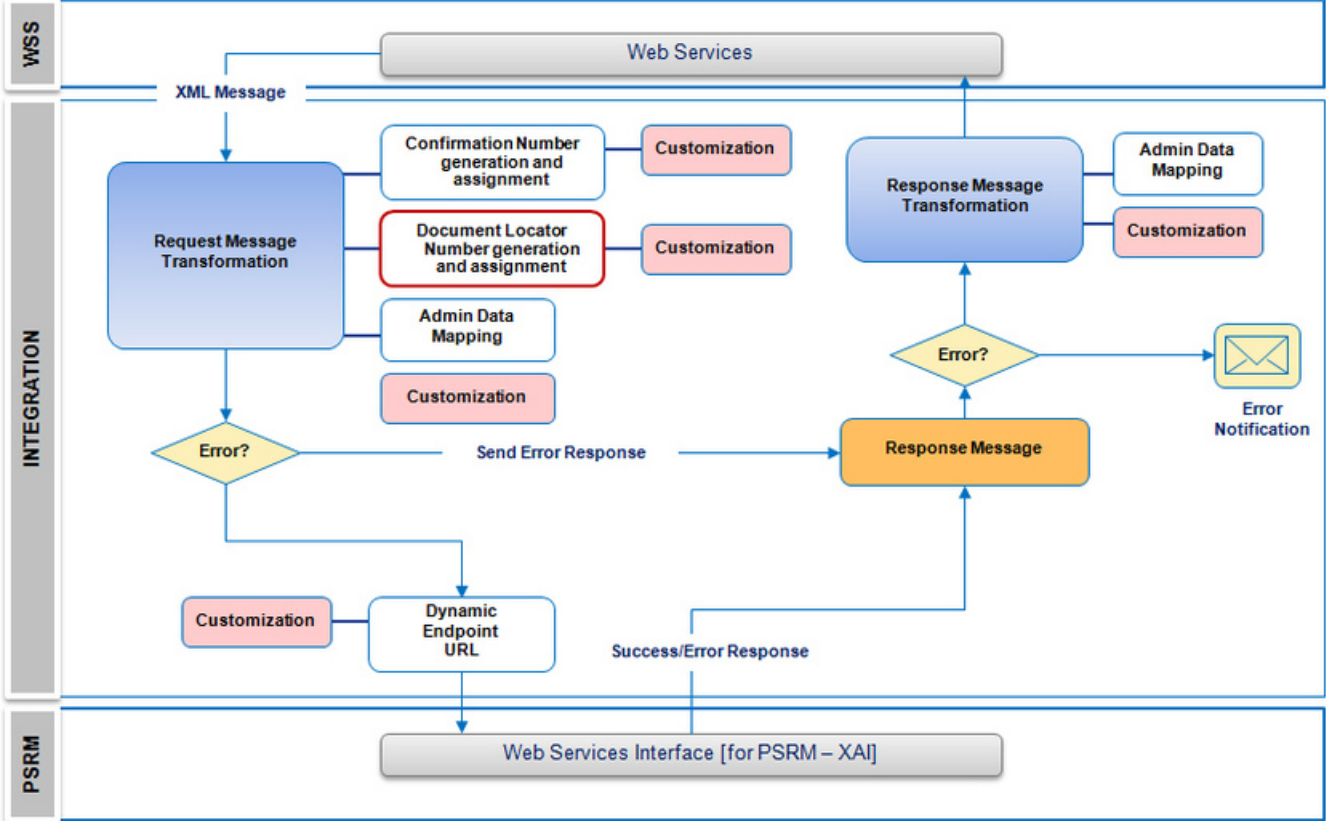 WSS
Web Services
XML Message
INTEGRATION
Confirmation Number
generation and
assignment
Customization
Request Message
Transformation
Document Locator
Number generation
and assignment
Customization
Admin Data
Mapping
Customization
Response Message
Transformation
Admin Data
Mapping
Customization
Error?
Error
Notification
Error?
Send Error Response
Response Message
Customization
Dynamic
Endpoint
URL
Success/Error Response
PSRM
Web Services Interface [for PSRM – XAI]